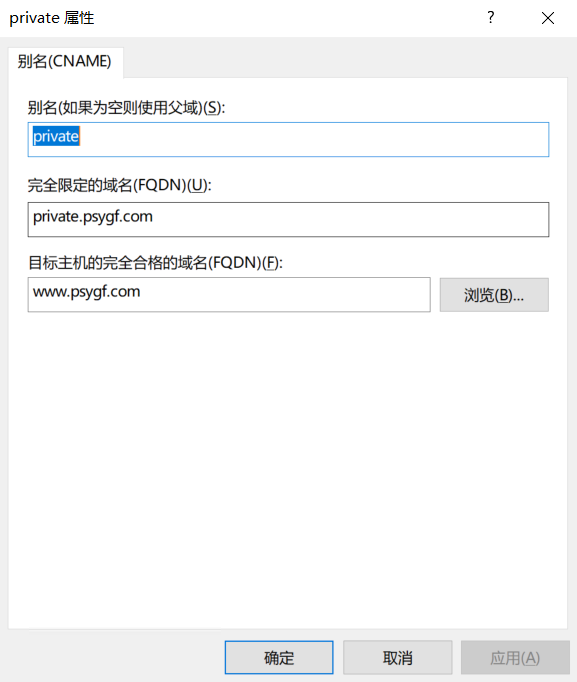 private 属性
别名(CNAME)
别名(如果为空则使用父域)(S):
private
完全限定的域名(FQDN)(U):
private.psygf.com
目标主机的完全合格的域名(FQDN)(F):
www.psygf.com
浏览(B)...
确定
取消
应用(A)